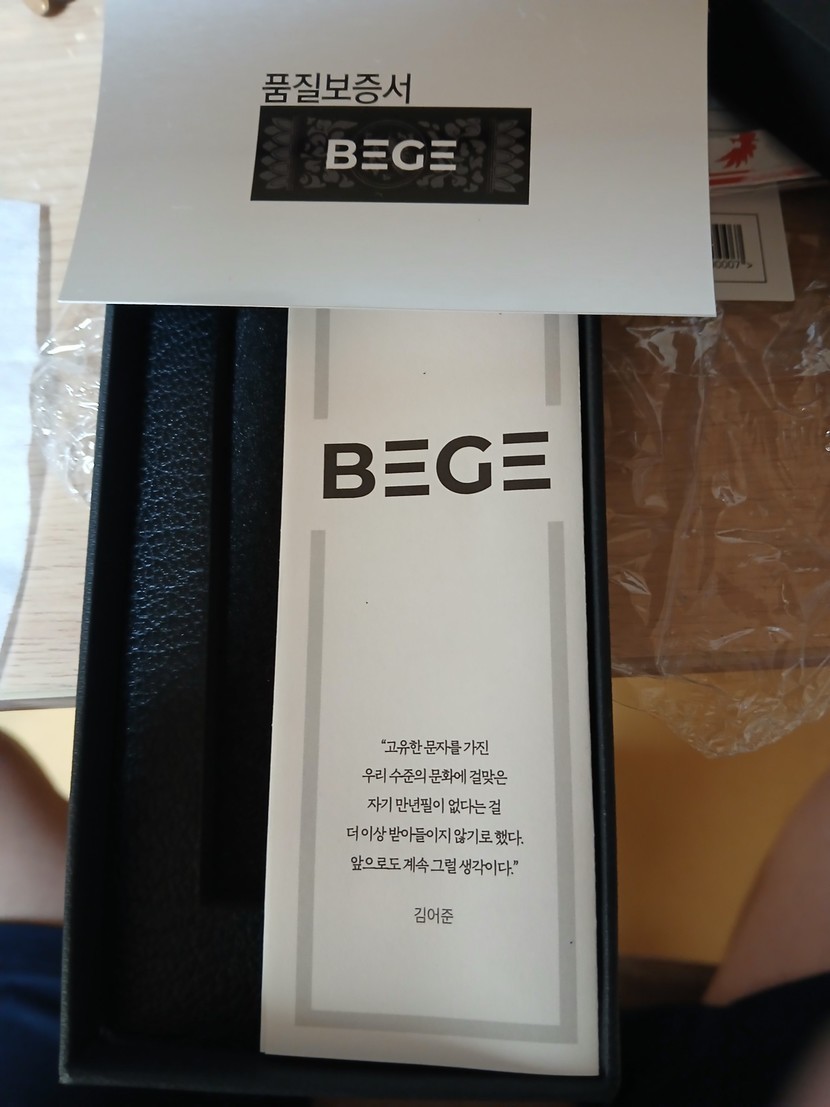 품질보증서
BEGE
BEGE
“고유한 문자를 가진
우리 수준의 문화에 걸맞은
자기 만년필이 없다는 걸
더 이상 받아들이지 않기로 했다.
앞으로도 계속 그럴 생각이다.”
김어준